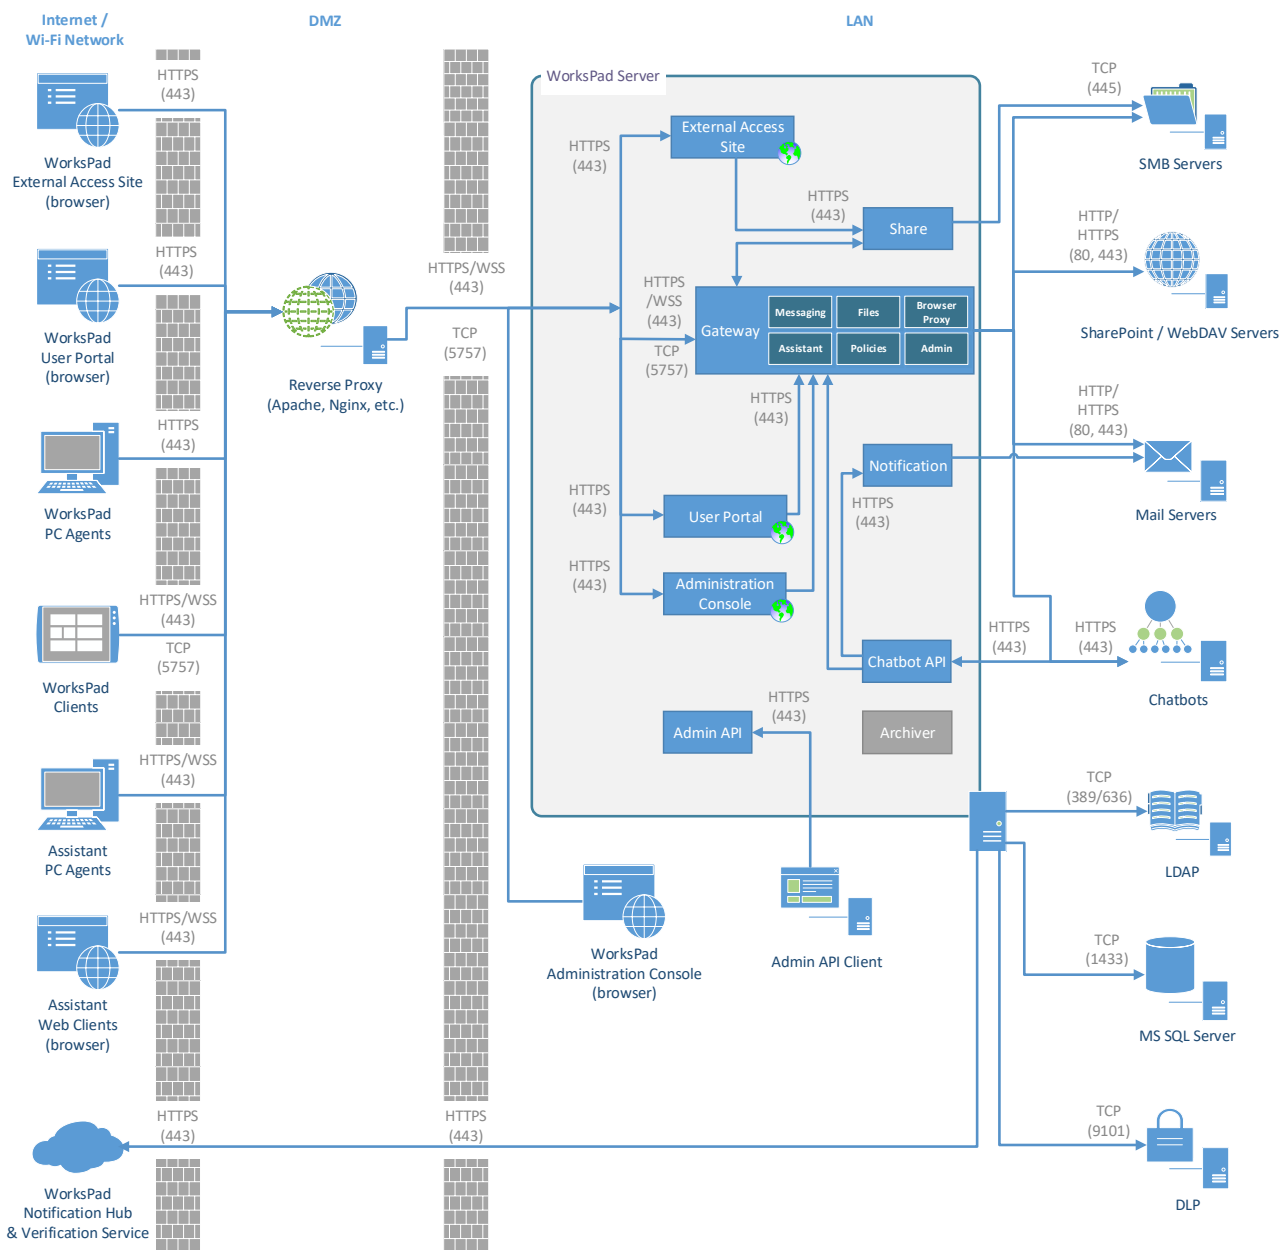 Internet /
Wi-Fi Network
DMZ
LAN
HTTPS
(443)
WorksPad
External Access Site
(browser)
HTTPS
(443)
WorksPad
User Portal
(browser)
HTTPS
(443)
WorksPad
PC Agents
HTTPS/WSS
(443)
TCP
(5757)
WorksPad
Clients
HTTPS/WSS
(443)
Assistant
PC Agents
HTTPS/WSS
(443)
Assistant
Web Clients
(browser)
HTTPS
(443)
WorksPad
Notification Hub
& Verification Service
Reverse Proxy
(Apache, Nginx, etc.)
HTTPS/WSS
(443)
TCP
(5757)
HTTPS
(443)
WorksPad Server
HTTPS
(443)
External Access
Site
HTTPS
(443)
Share
HTTPS
/WSS
(443)
TCP
(5757)
Gateway
Messaging
Files
Browser
Proxy
Assistant
Policies
Admin
HTTPS
(443)
HTTPS
(443)
User Portal
HTTPS
(443)
Administration
Console
Notification
HTTPS
(443)
Chatbot API
HTTPS
(443)
HTTPS
(443)
Admin API
HTTPS
(443)
Archiver
WorksPad
Administration Console
(browser)
Admin API Client
TCP
(445)
SMB Servers
HTTP/
HTTPS
(80, 443)
SharePoint / WebDAV Servers
HTTP/
HTTPS
(80, 443)
Mail Servers
Chatbots
TCP
(389/636)
LDAP
TCP
(1433)
MS SQL Server
TCP
(9101)
DLP